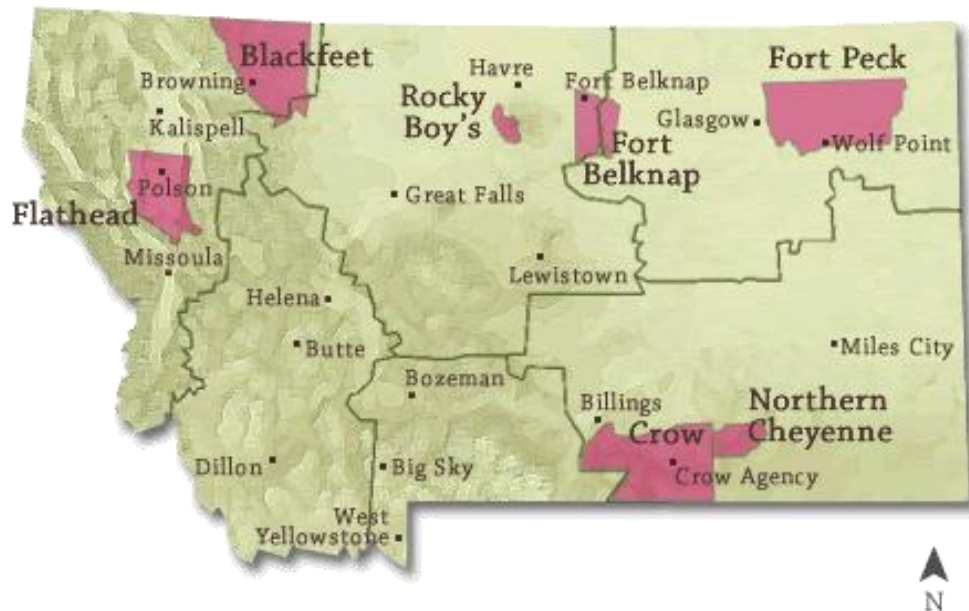 Blackfeet
Browning
Kalispell
Havre
Rocky
Boy's
Fort Belknap
Fort
Belknap
Fort Peck
Glasgow
Wolf Point
Polson
Flathead
Great Falls
Missoula
Lewistown
Helena
Butte
Miles City
Bozeman
Billings
Crow
Northern
Cheyenne
Dillon
Big Sky
Crow Agency
West
Yellowstone
N